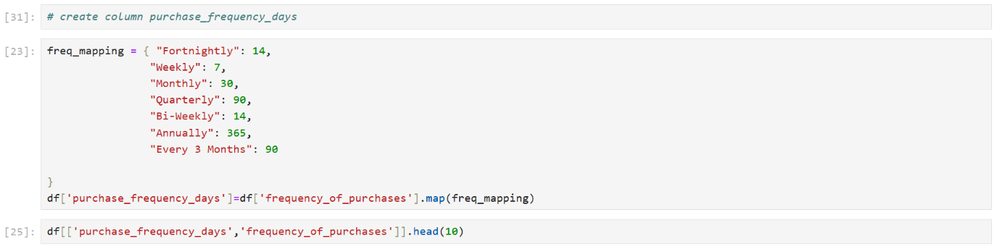 [31]: # create column purchase_frequency_days
[23]: freq_mapping = { "Fortnightly": 14,
"Weekly": 7,
"Monthly": 30,
"Quarterly": 90,
"Bi-Weekly": 14,
"Annually": 365,
"Every 3 Months": 90
}
df['purchase_frequency_days']=df['frequency_of_purchases'].map(freq_mapping)
[25]: df[['purchase_frequency_days','frequency_of_purchases']].head(10)